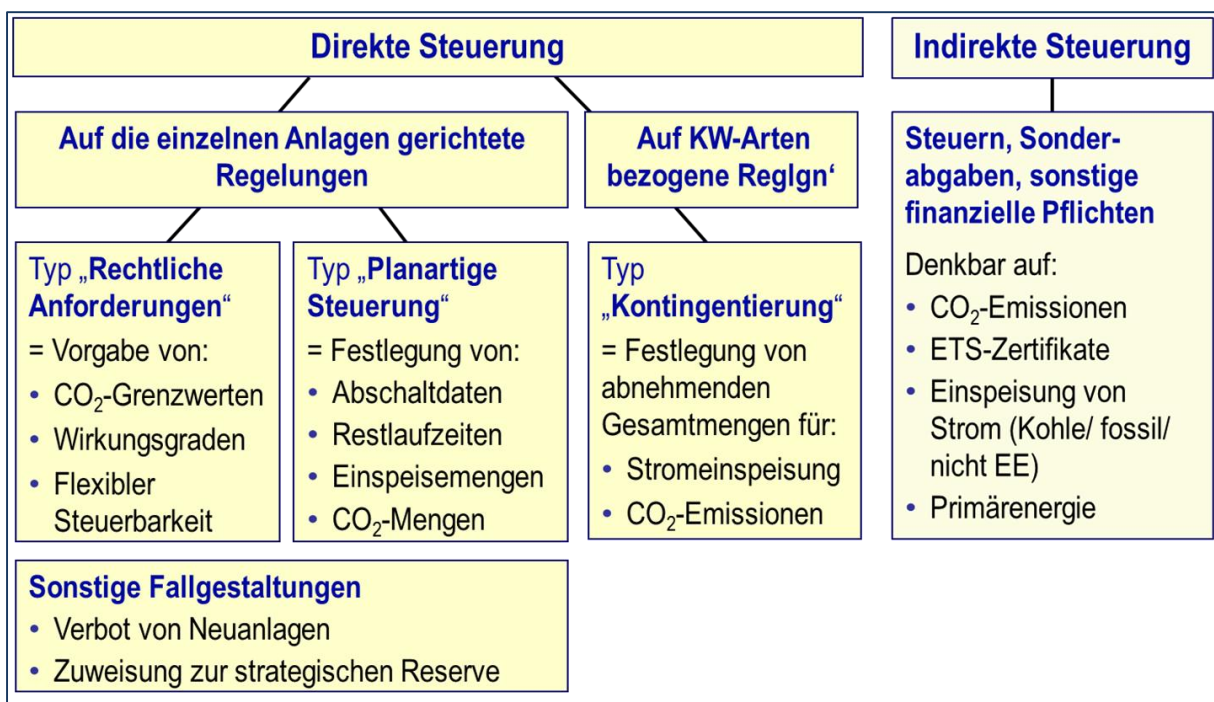 Direkte Steuerung
Indirekte Steuerung
Auf die einzelnen Anlagen gerichtete
Regelungen
Auf KW-Arten
bezogene Reglgn‘
Steuern, Sonder-
abgaben, sonstige
finanzielle Pflichten
Denkbar auf:
• CO₂-Emissionen
• ETS-Zertifikate
• Einspeisung von
Strom (Kohle/ fossil/
nicht EE)
• Primärenergie
Typ „Rechtliche
Anforderungen“
= Vorgabe von:
• CO₂-Grenzwerten
• Wirkungsgraden
• Flexibler
Steuerbarkeit
Typ „Planartige
Steuerung“
= Festlegung von:
• Abschaltdaten
• Restlaufzeiten
• Einspeisemengen
• CO₂-Mengen
Typ
„Kontingentierung“
= Festlegung von
abnehmenden
Gesamtmengen für:
• Stromeinspeisung
• CO₂-Emissionen
Sonstige Fallgestaltungen
• Verbot von Neuanlagen
• Zuweisung zur strategischen Reserve